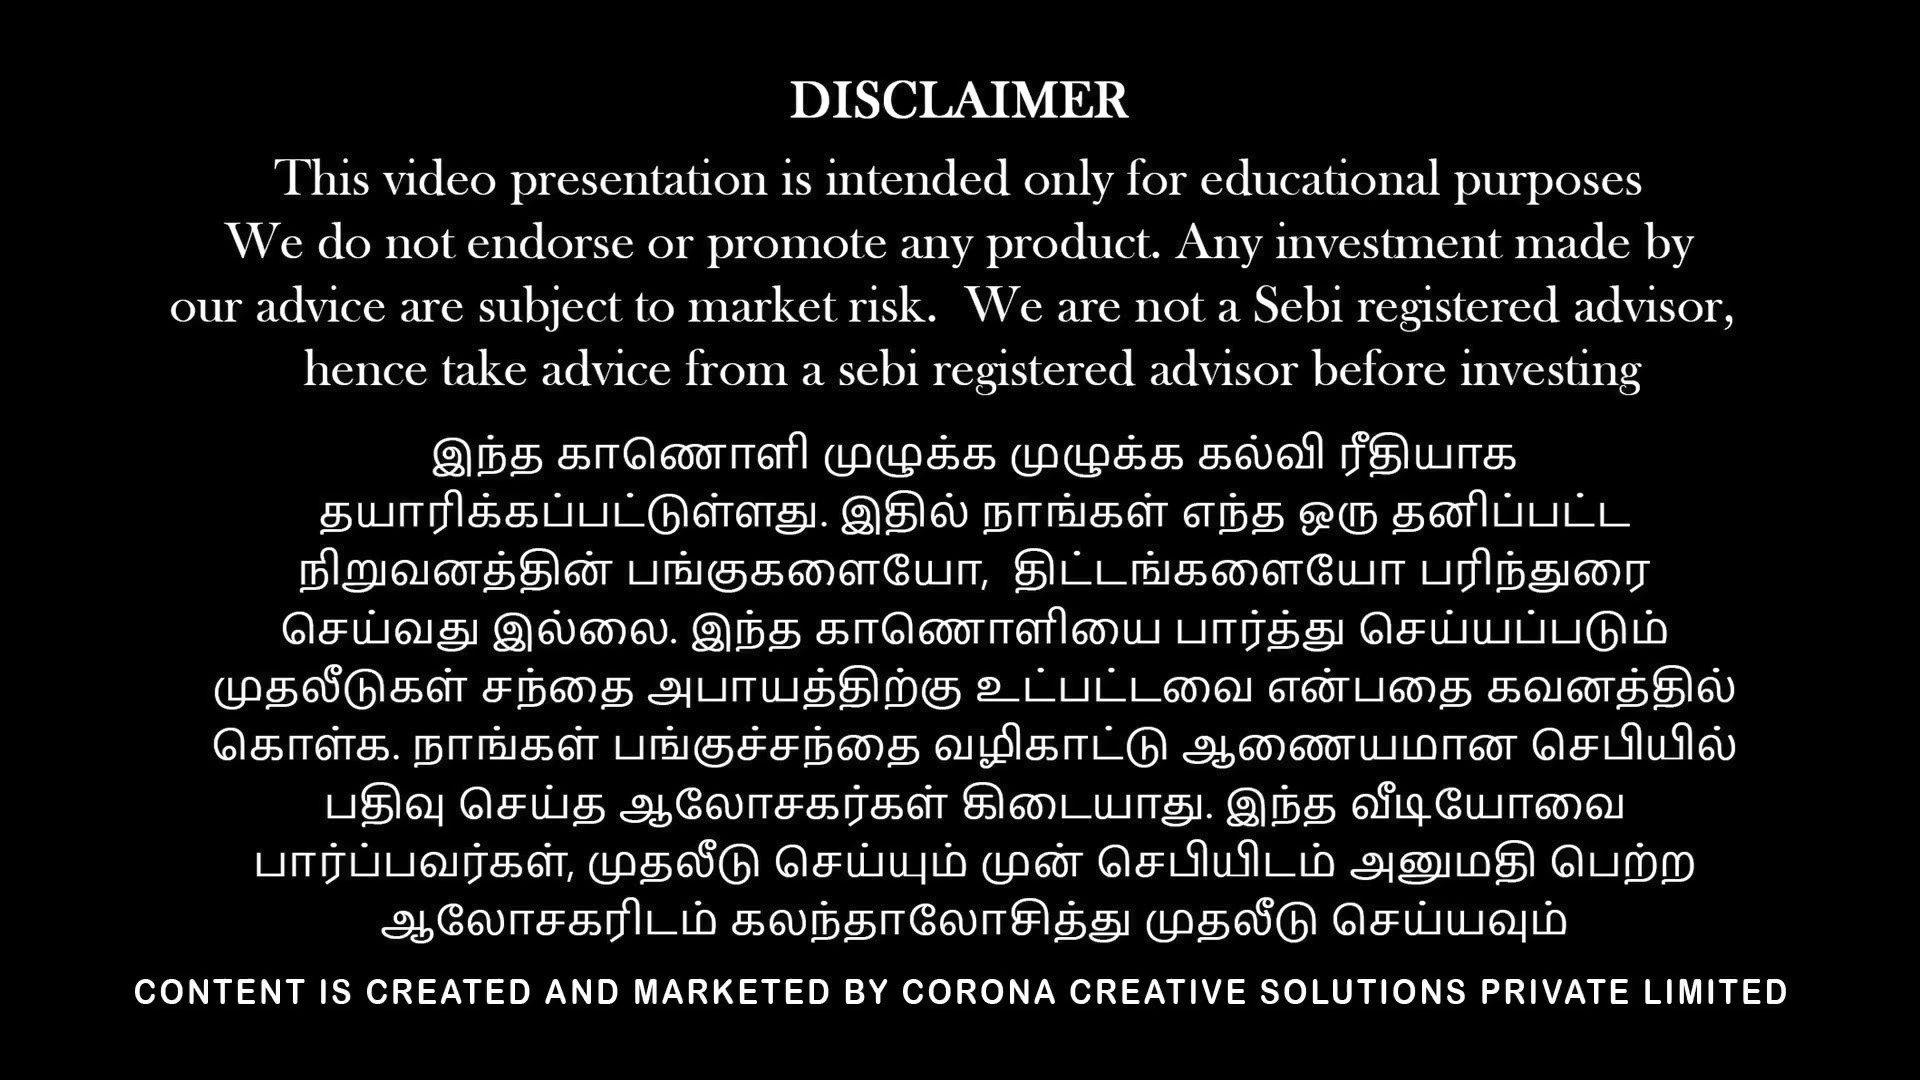 DISCLAIMER
This video presentation is intended only for educational purposes
We do not endorse or promote any product. Any investment made by
our advice are subject to market risk.  We are not a Sebi registered advisor,
hence take advice from a sebi registered advisor before investing
இந்த காணொளி முழுக்க முழுக்க கல்வி ரீதியாக
தயாரிக்கப்பட்டுள்ளது. இதில் நாங்கள் எந்த ஒரு தனிப்பட்ட
நிறுவனத்தின் பங்குகளையோ,  திட்டங்களையோ பரிந்துரை
செய்வது இல்லை. இந்த காணொளியை பார்த்து செய்யப்படும்
முதலீடுகள் சந்தை அபாயத்திற்கு உட்பட்டவை என்பதை கவனத்தில்
கொள்க. நாங்கள் பங்குச்சந்தை வழிகாட்டு ஆணையமான செபியில்
பதிவு செய்த ஆலோசகர்கள் கிடையாது. இந்த வீடியோவை
பார்ப்பவர்கள், முதலீடு செய்யும் முன் செபியிடம் அனுமதி பெற்ற
ஆலோசகரிடம் கலந்தாலோசித்து முதலீடு செய்யவும்
CONTENT IS CREATED AND MARKETED BY CORONA CREATIVE SOLUTIONS PRIVATE LIMITED